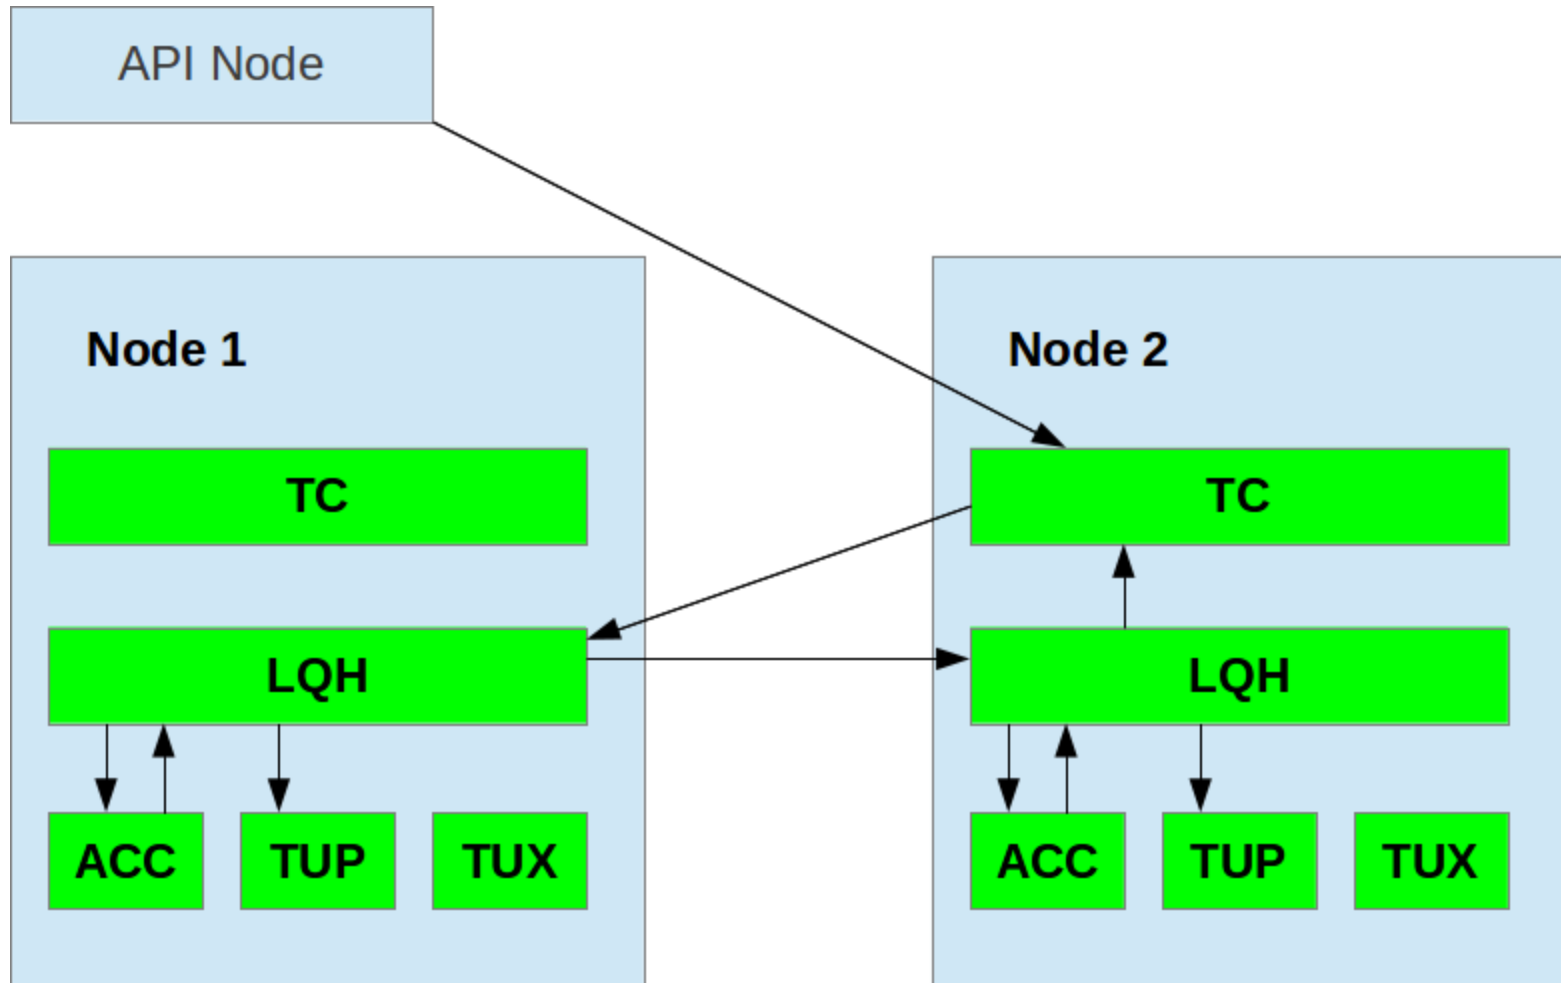 API Node
Node 1
TC
LQH
ACC
TUP
TUX
Node 2
TC
LQH
ACC
TUP
TUX